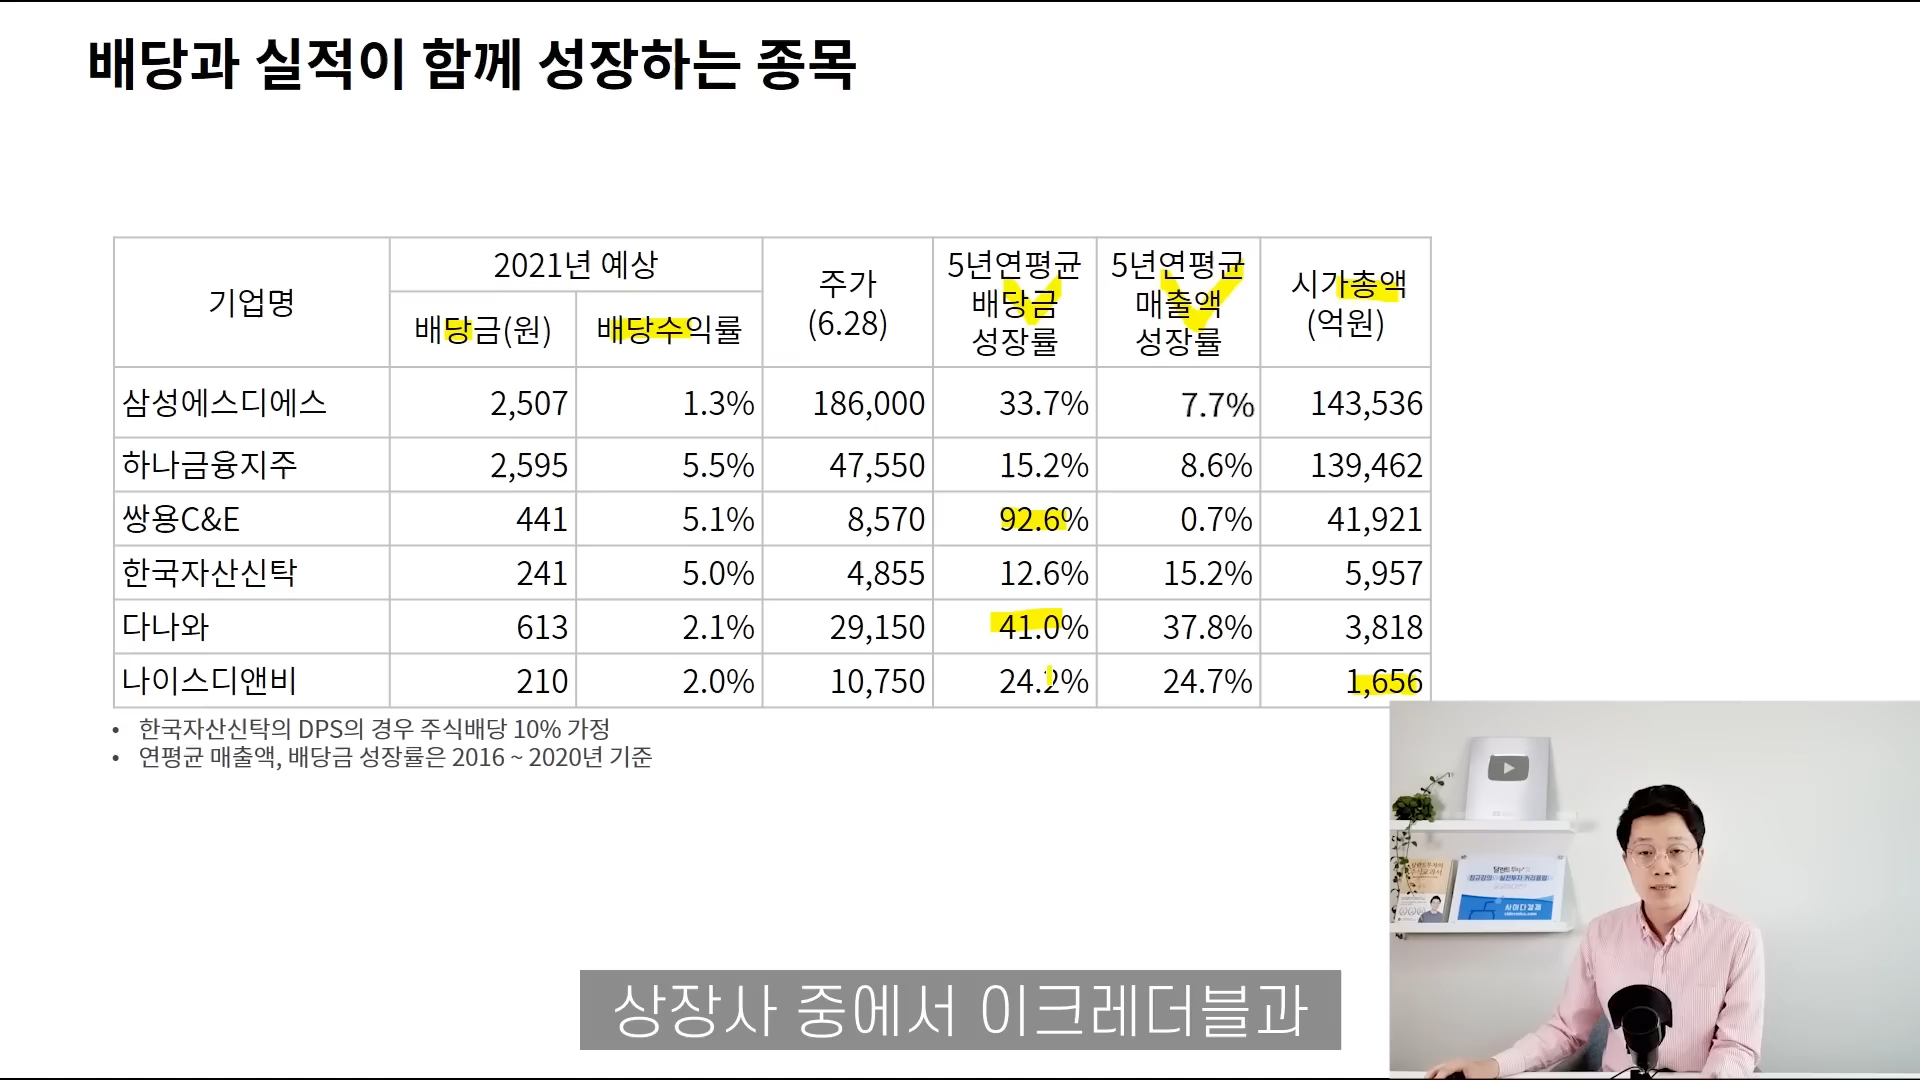 배당과 실적이 함께 성장하는 종목
기업명 2021년 예상 주가 (6.28) 5년연평균 배당금 성장률 5년연평균 매출액 성장률 시가총액 (억원)
배당금(원) 배당수익률
삼성에스디에스 2,507 1.3% 186,000 33.7% 7.7% 143,536
하나금융지주 2,595 5.5% 47,550 15.2% 8.6% 139,462
쌍용C&E 441 5.1% 8,570 92.6% 0.7% 41,921
한국자산신탁 241 5.0% 4,855 12.6% 15.2% 5,957
다나와 613 2.1% 29,150 41.0% 37.8% 3,818
나이스디앤비 210 2.0% 10,750 24.2% 24.7% 1,656
• 한국자산신탁의 DPS의 경우 주식배당 10% 가정
• 연평균 매출액, 배당금 성장률은 2016 ~ 2020년 기준
사이다경제
상장사 중에서 이크레더블과